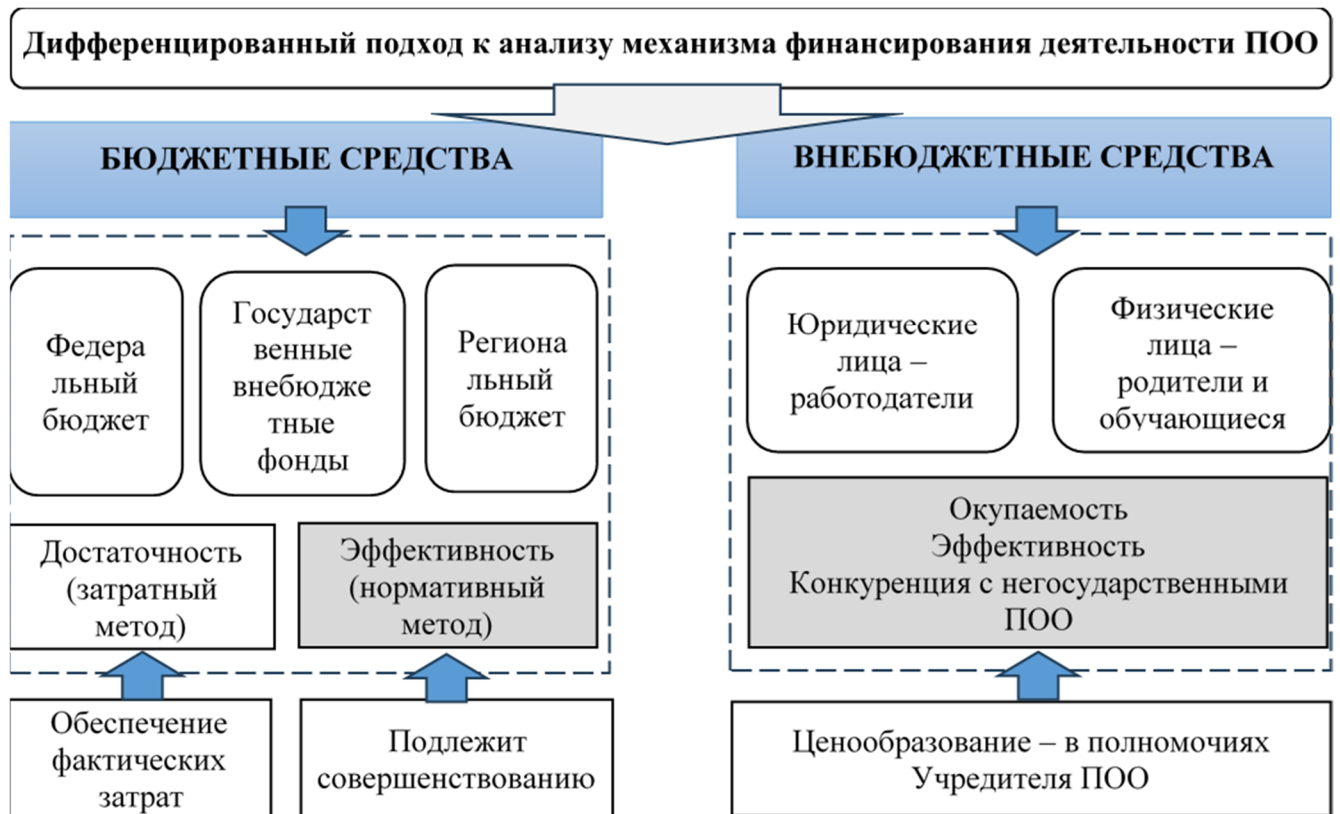 Дифференцированный подход к анализу механизма финансирования деятельности ПОО
БЮДЖЕТНЫЕ СРЕДСТВА
ВНЕБЮДЖЕТНЫЕ СРЕДСТВА
Федера
льный
бюджет
Государст
венные
внебюдже
тные
фонды
Региона
льный
бюджет
Юридические
лица –
работодатели
Физические
лица –
родители и
обучающиеся
Достаточность
(затратный
метод)
Эффективность
(нормативный
метод)
Окупаемость
Эффективность
Конкуренция с негосударственными
ПОО
Обеспечение
фактических
затрат
Подлежит
совершенствованию
Ценообразование – в полномочиях
Учредителя ПОО